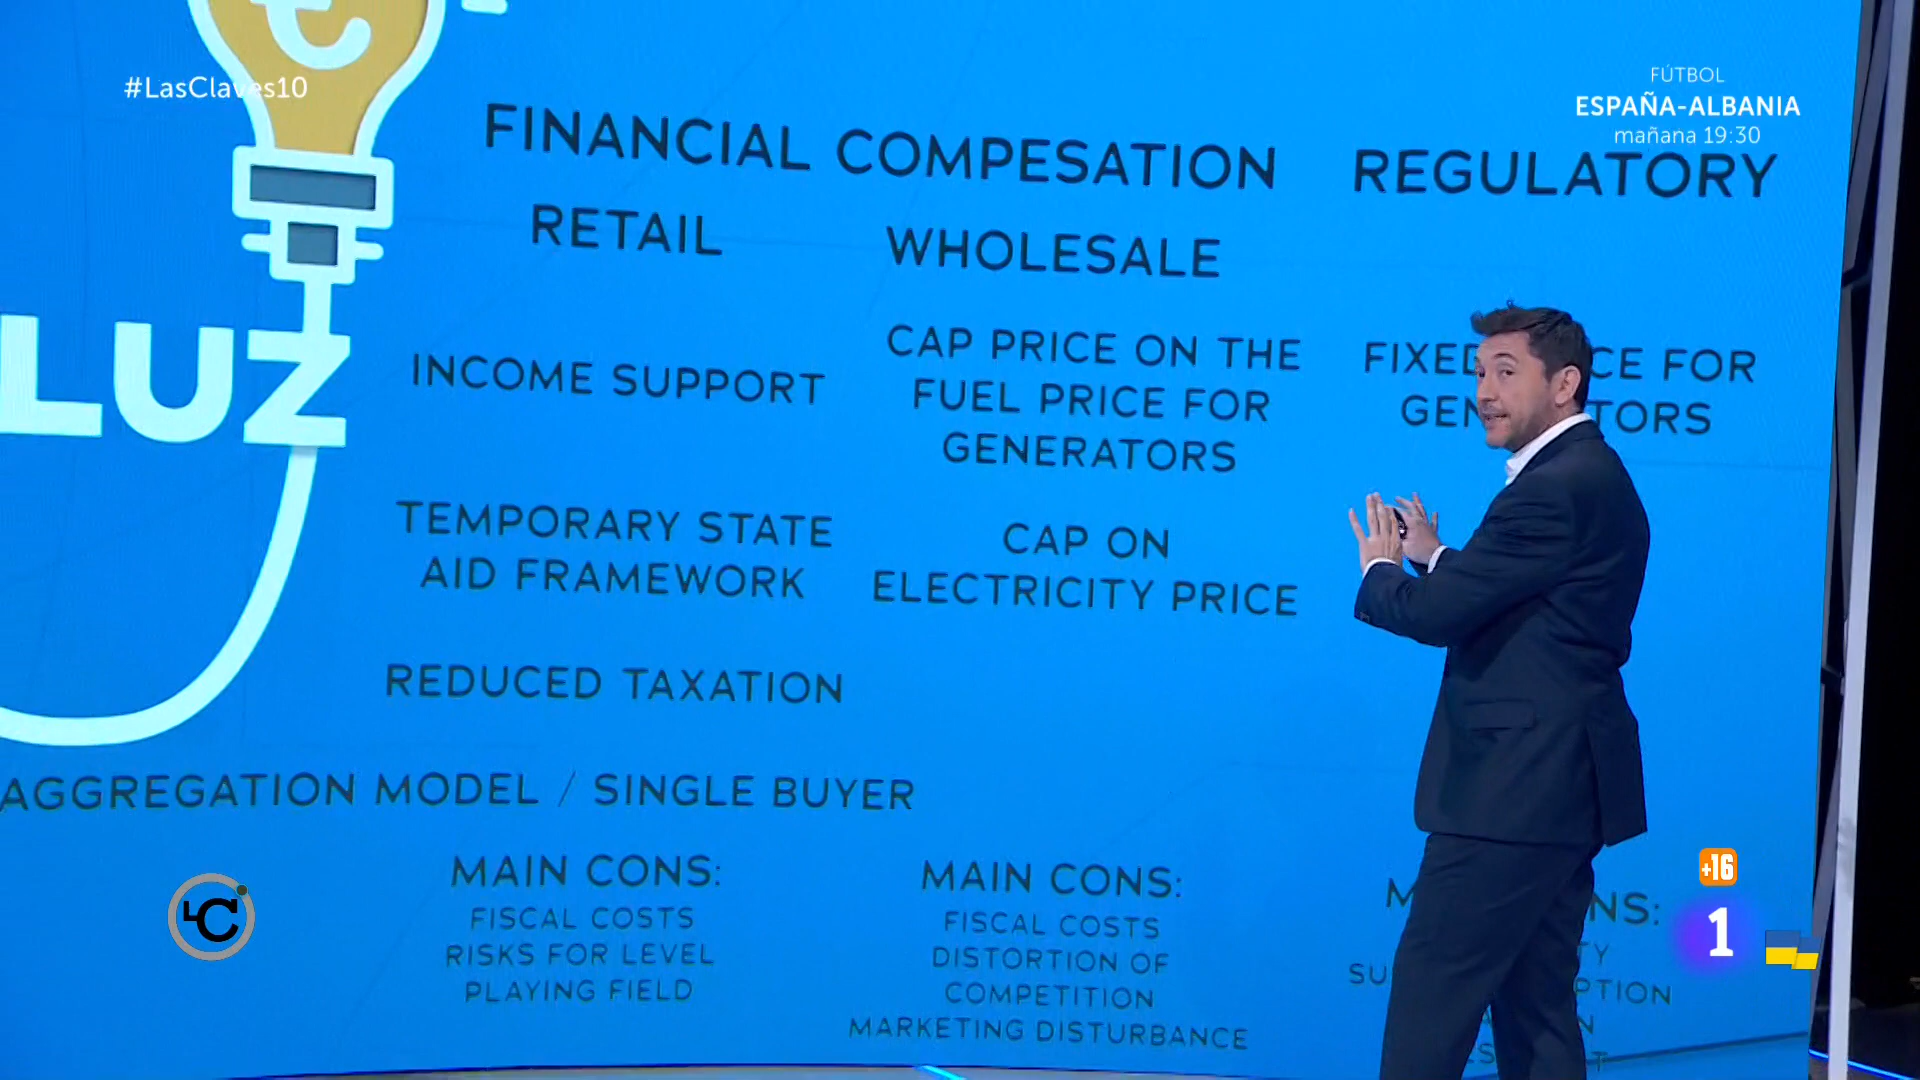 #LasClaves10
FÚTBOL
ESPAÑA-ALBANIA
mañana 19:30
FINANCIAL COMPESATION
REGULATORY
RETAIL
WHOLESALE
LUZ
INCOME SUPPORT
CAP PRICE ON THE
FUEL PRICE FOR
GENERATORS
FOR
TEMPORARY STATE
AID FRAMEWORK
CAP ON
ELECTRICITY PRICE
REDUCED TAXATION
AGGREGATION MODEL / SINGLE BUYER
MAIN CONS:
FISCAL COSTS
RISKS FOR LEVEL
PLAYING FIELD
MAIN CONS:
FISCAL COSTS
DISTORTION OF
COMPETITION
MARKETING DISTURBANCE
LC
+16
1